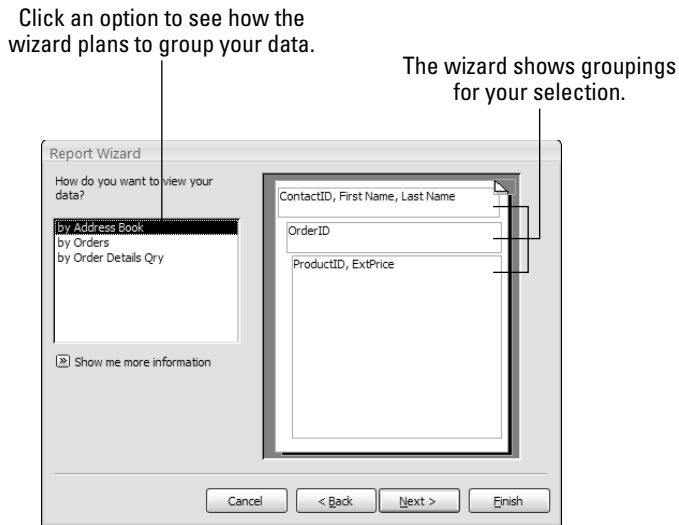 Click an option to see how the
wizard plans to group your data.
The wizard shows groupings
for your selection.
Report Wizard
How do you want to view your
data?
by Address Book
by Orders
by Order Details Qry
Show me more information
ContactID, First Name, Last Name
OrderID
ProductID, ExtPrice
Cancel
< Back
Next >
Finish